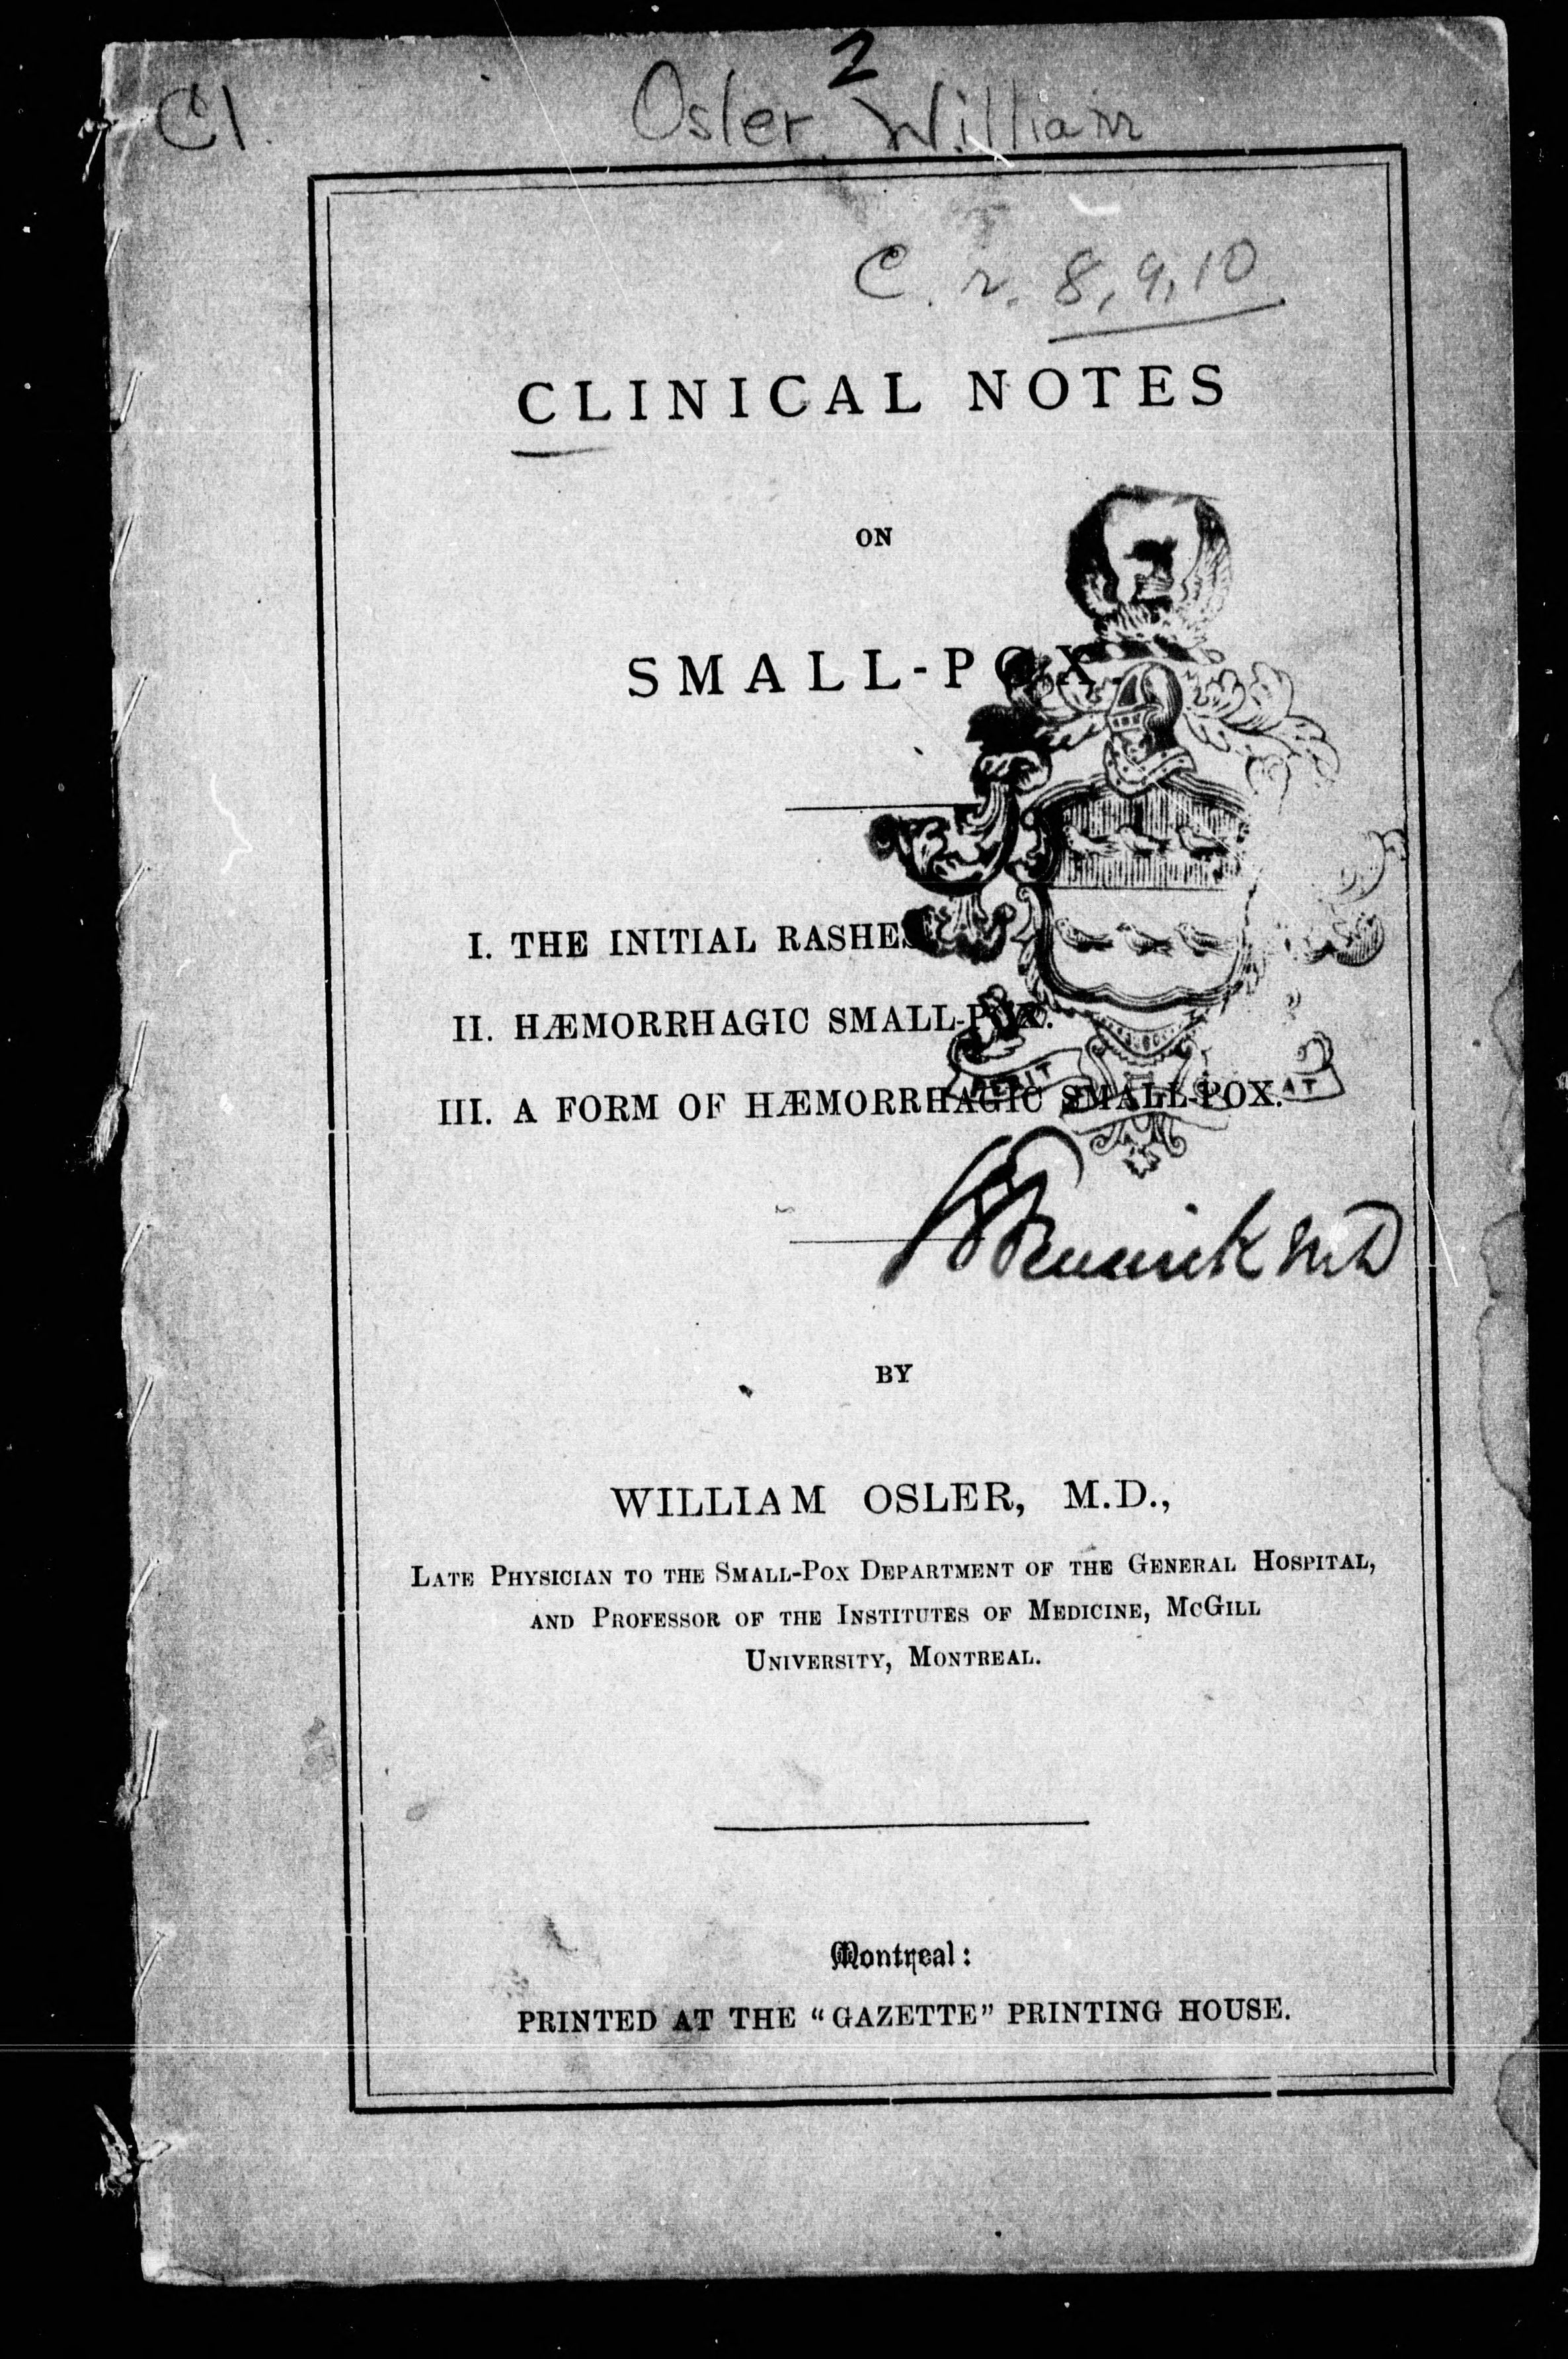 2
C1.
Osler, William
C. r. 8, 9, 10
CLINICAL NOTES
ON
SMALL-POX
I. THE INITIAL RASHES
II. HÆMORRHAGIC SMALL-POX.
III. A FORM OF HÆMORRHAGIC SMALL-POX.
M.D
BY
WILLIAM OSLER, M.D.,
LATE PHYSICIAN TO THE SMALL-POX DEPARTMENT OF THE GENERAL HOSPITAL,
AND PROFESSOR OF THE INSTITUTES OF MEDICINE, MCGILL
UNIVERSITY, MONTREAL.
Montreal:
PRINTED AT THE "GAZETTE" PRINTING HOUSE.